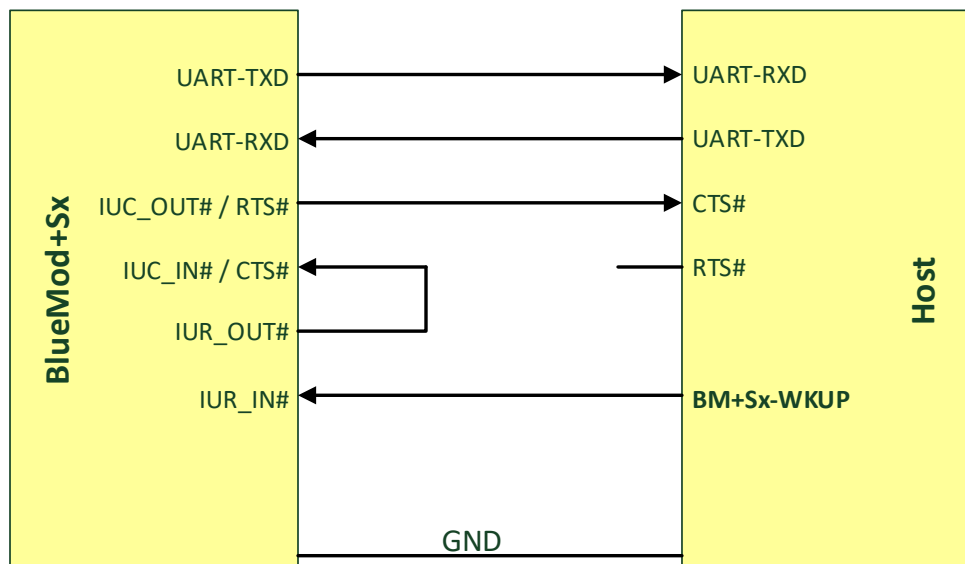 BlueMod+Sx
UART-TXD
UART-RXD
IUC_OUT# / RTS#
IUC_IN# / CTS#
IUR_OUT#
IUR_IN#
GND
UART-RXD
UART-TXD
CTS#
RTS#
BM+Sx-WKUP
Host